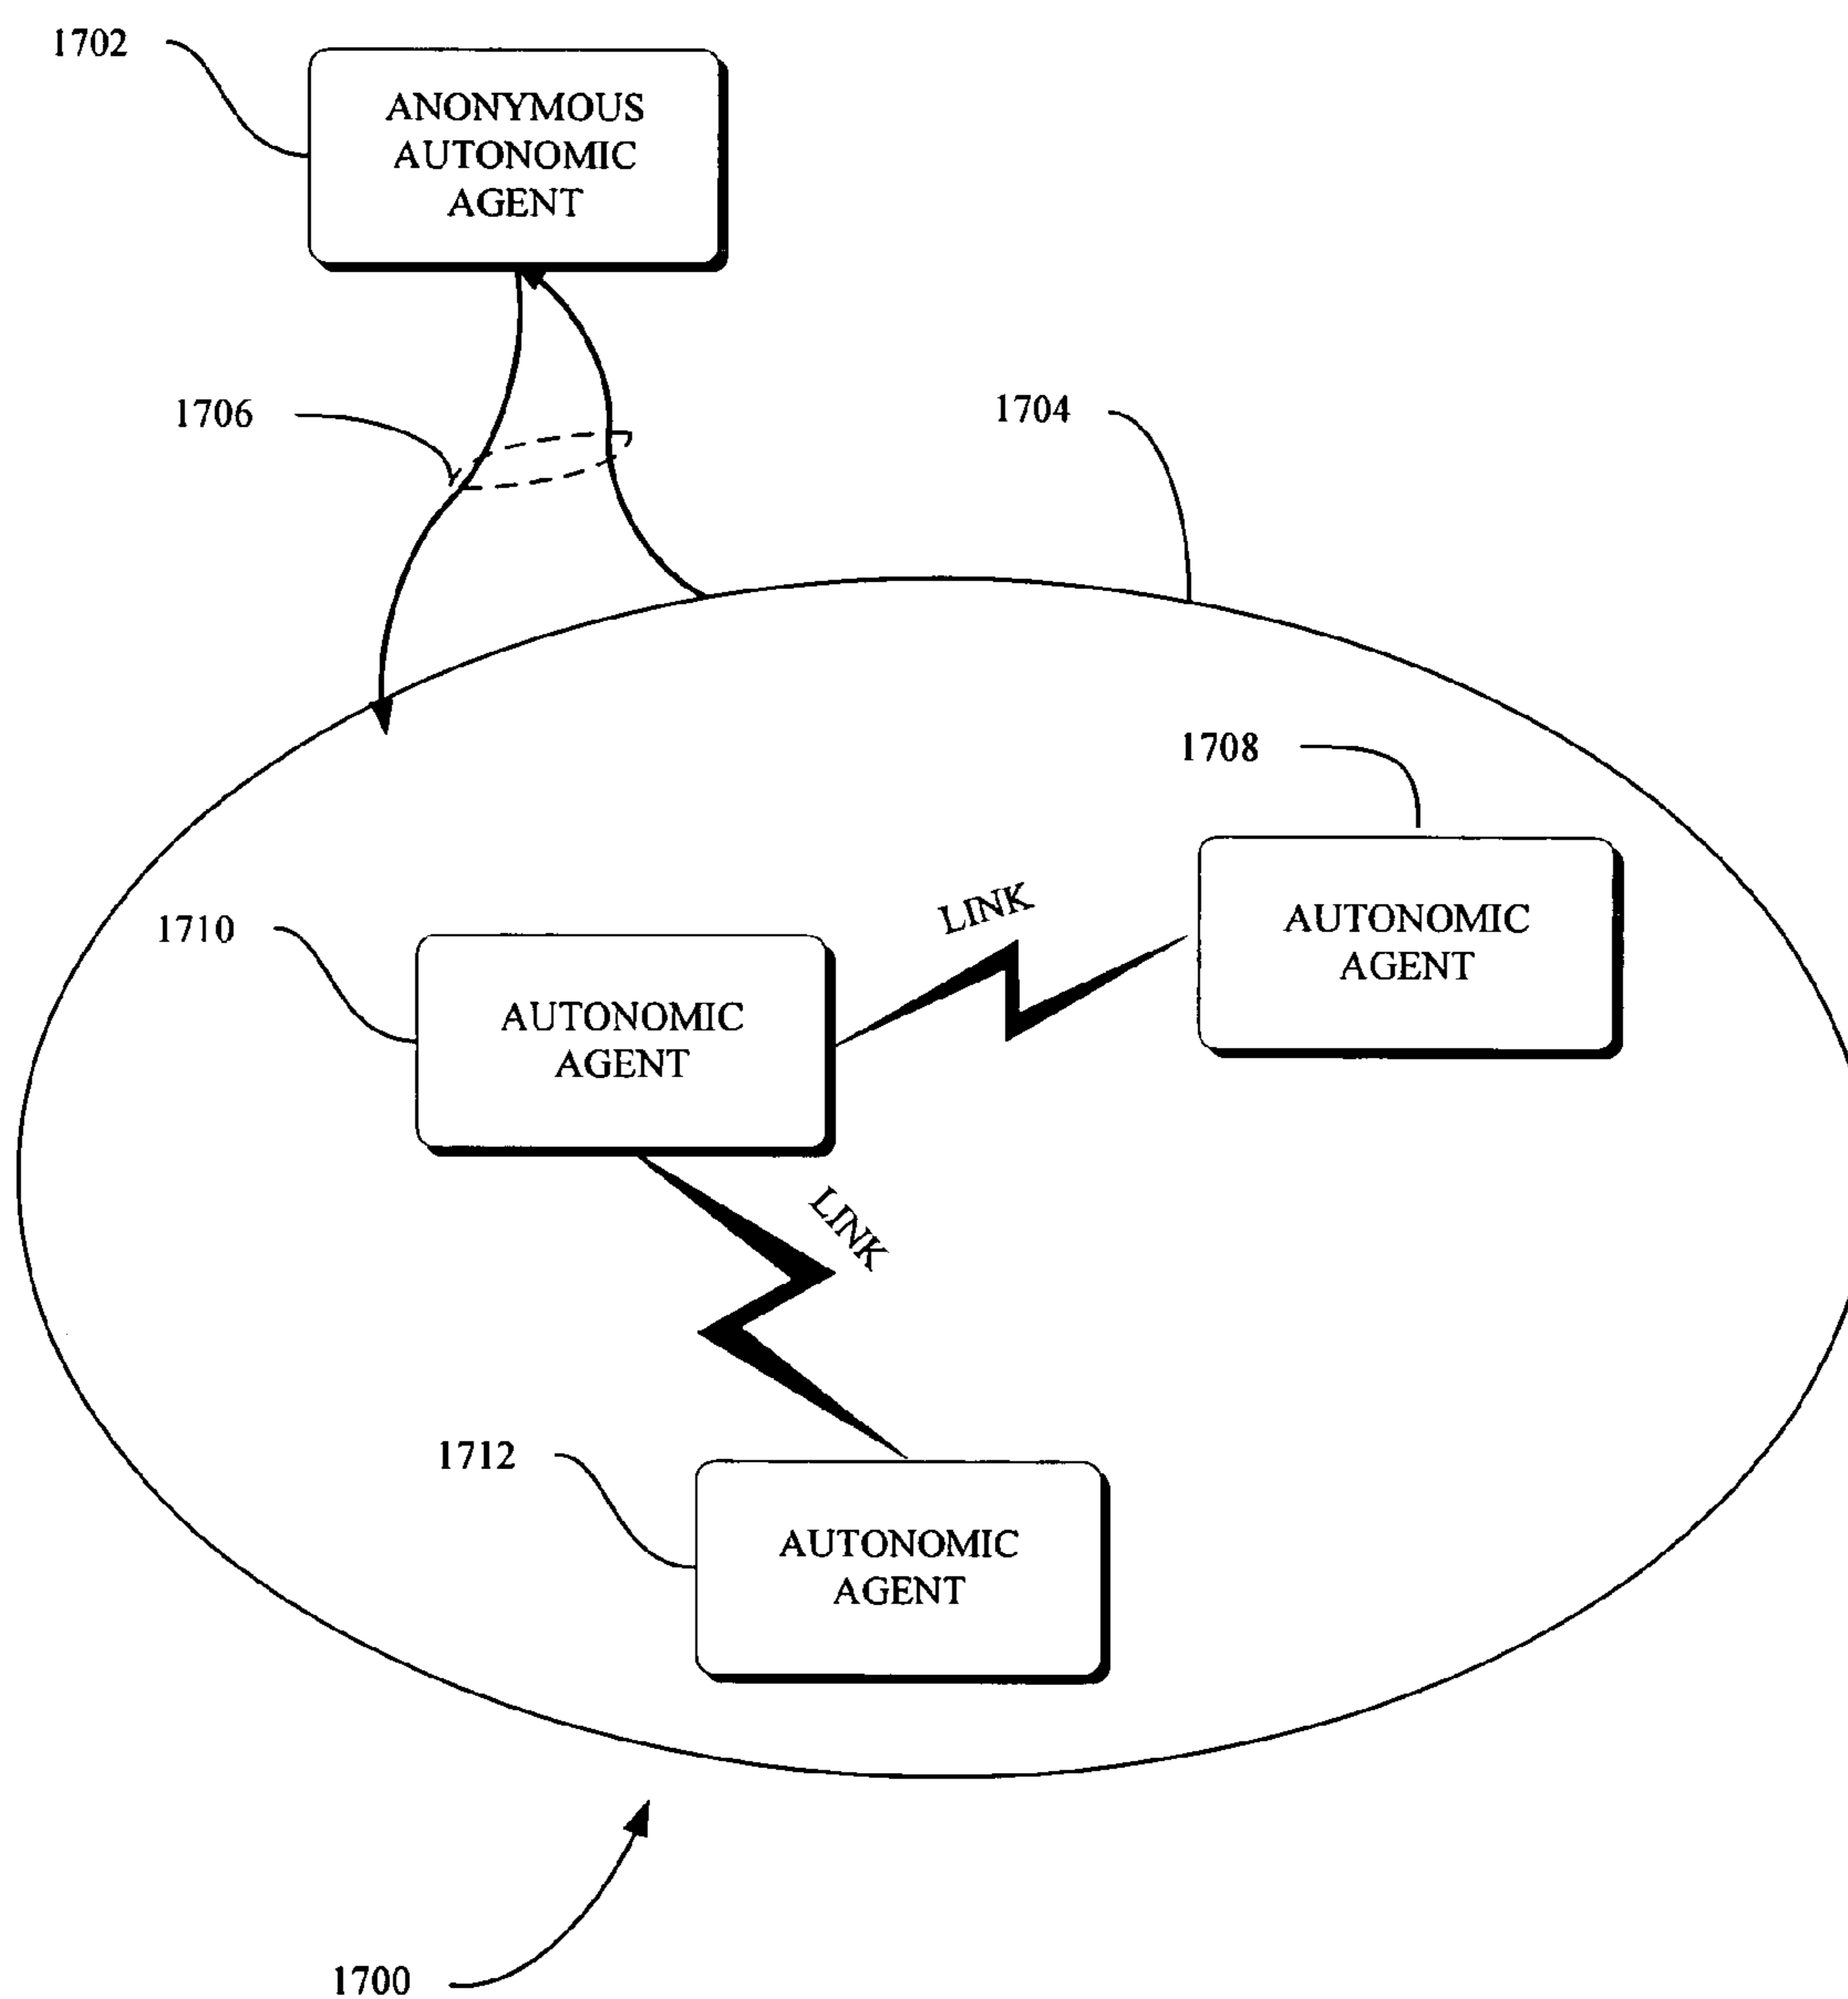 1702
ANONYMOUS
AUTONOMIC
AGENT
1706
1704
1708
1710
LINK
AUTONOMIC
AGENT
AUTONOMIC
AGENT
LINK
1712
AUTONOMIC
AGENT
1700